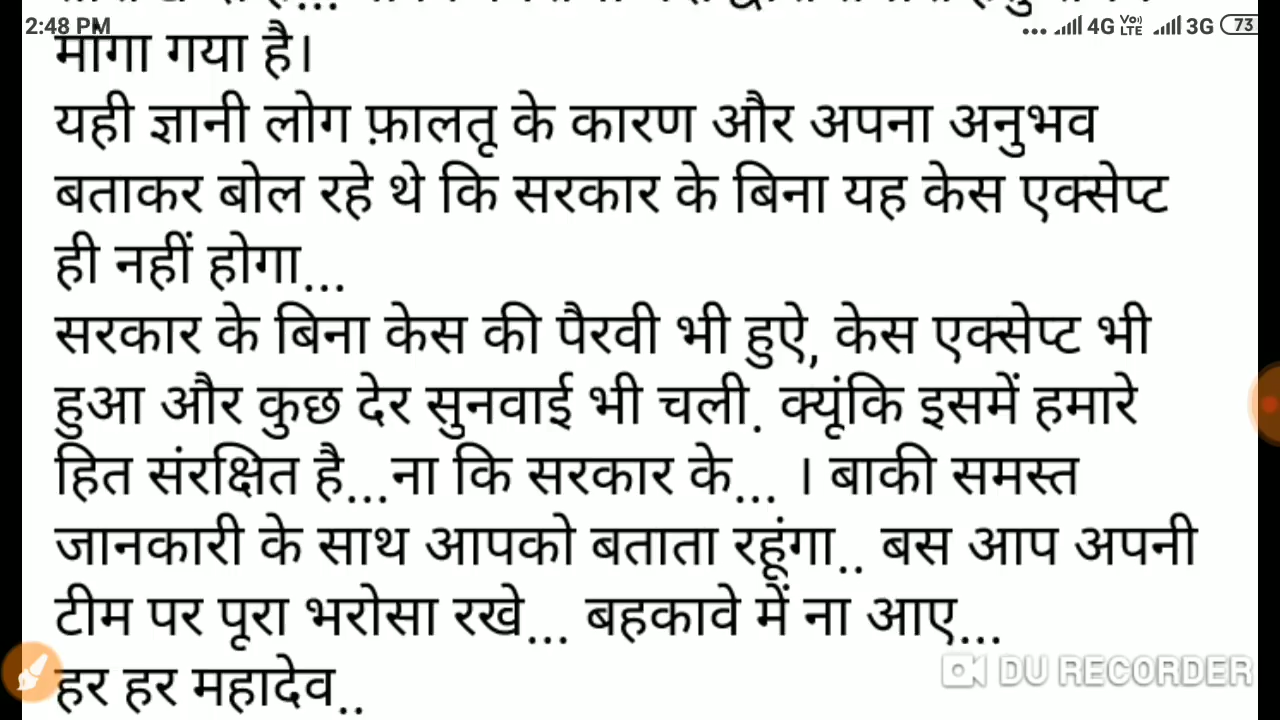 2:48 PM
4G VoLTE 3G 73
मांगा गया है।
यही ज्ञानी लोग फ़ालतू के कारण और अपना अनुभव
बताकर बोल रहे थे कि सरकार के बिना यह केस एक्सेप्ट
ही नहीं होगा...
सरकार के बिना केस की पैरवी भी हुऐ, केस एक्सेप्ट भी
हुआ और कुछ देर सुनवाई भी चली. क्यूंकि इसमें हमारे
हित संरक्षित है...ना कि सरकार के... । बाकी समस्त
जानकारी के साथ आपको बताता रहूंगा.. बस आप अपनी
टीम पर पूरा भरोसा रखे... बहकावे में ना आए...
हर हर महादेव..
DU RECORDER